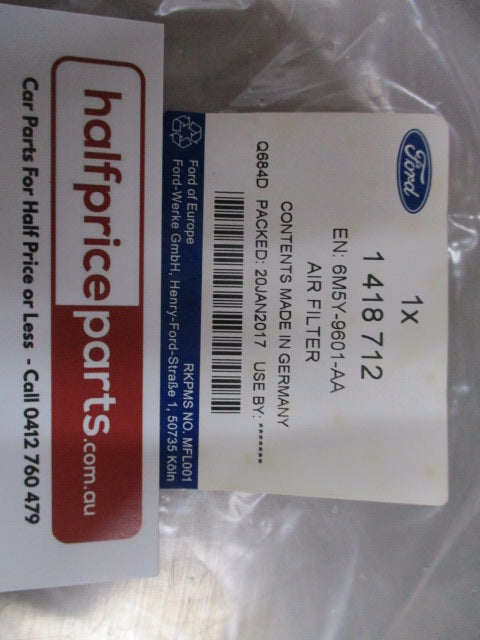 Ford
1x
1 418 712
EN: 6M5Y-9601-AA
AIR FILTER
CONTENTS MADE IN GERMANY
Q684D PACKED: 20JAN2017 USE BY: *******
Ford of Europe
RKPMS NO. MFL001
Ford-Werke GmbH, Henry-Ford-Straße 1, 50735 Köln
halfpriceparts.com.au
Car Parts For Half Price or Less - Call 0412 760 479